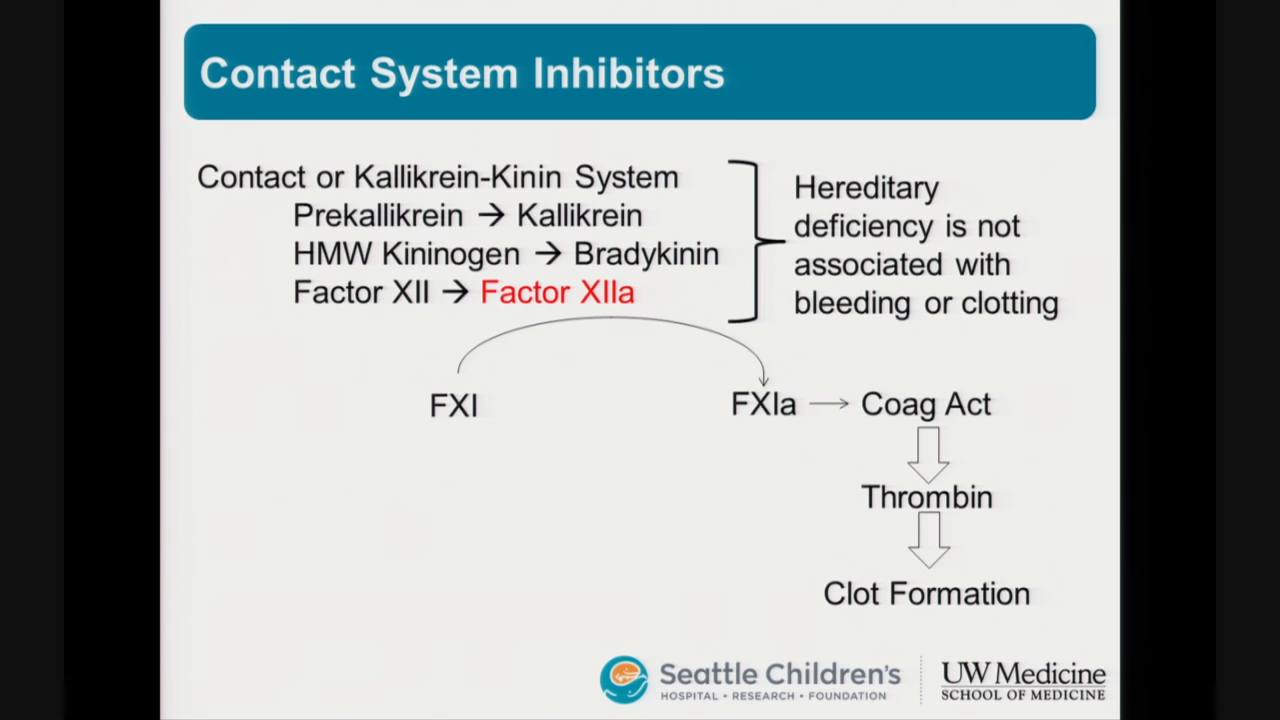 Contact System Inhibitors
Contact or Kallikrein-Kinin System
Prekallikrein → Kallikrein
HMW Kininogen → Bradykinin
Factor XII → Factor XIIa
Hereditary
deficiency is not
associated with
bleeding or clotting
FXI
FXIa → Coag Act
Thrombin
Clot Formation
Seattle Children's
HOSPITAL • RESEARCH • FOUNDATION
UW Medicine
SCHOOL OF MEDICINE